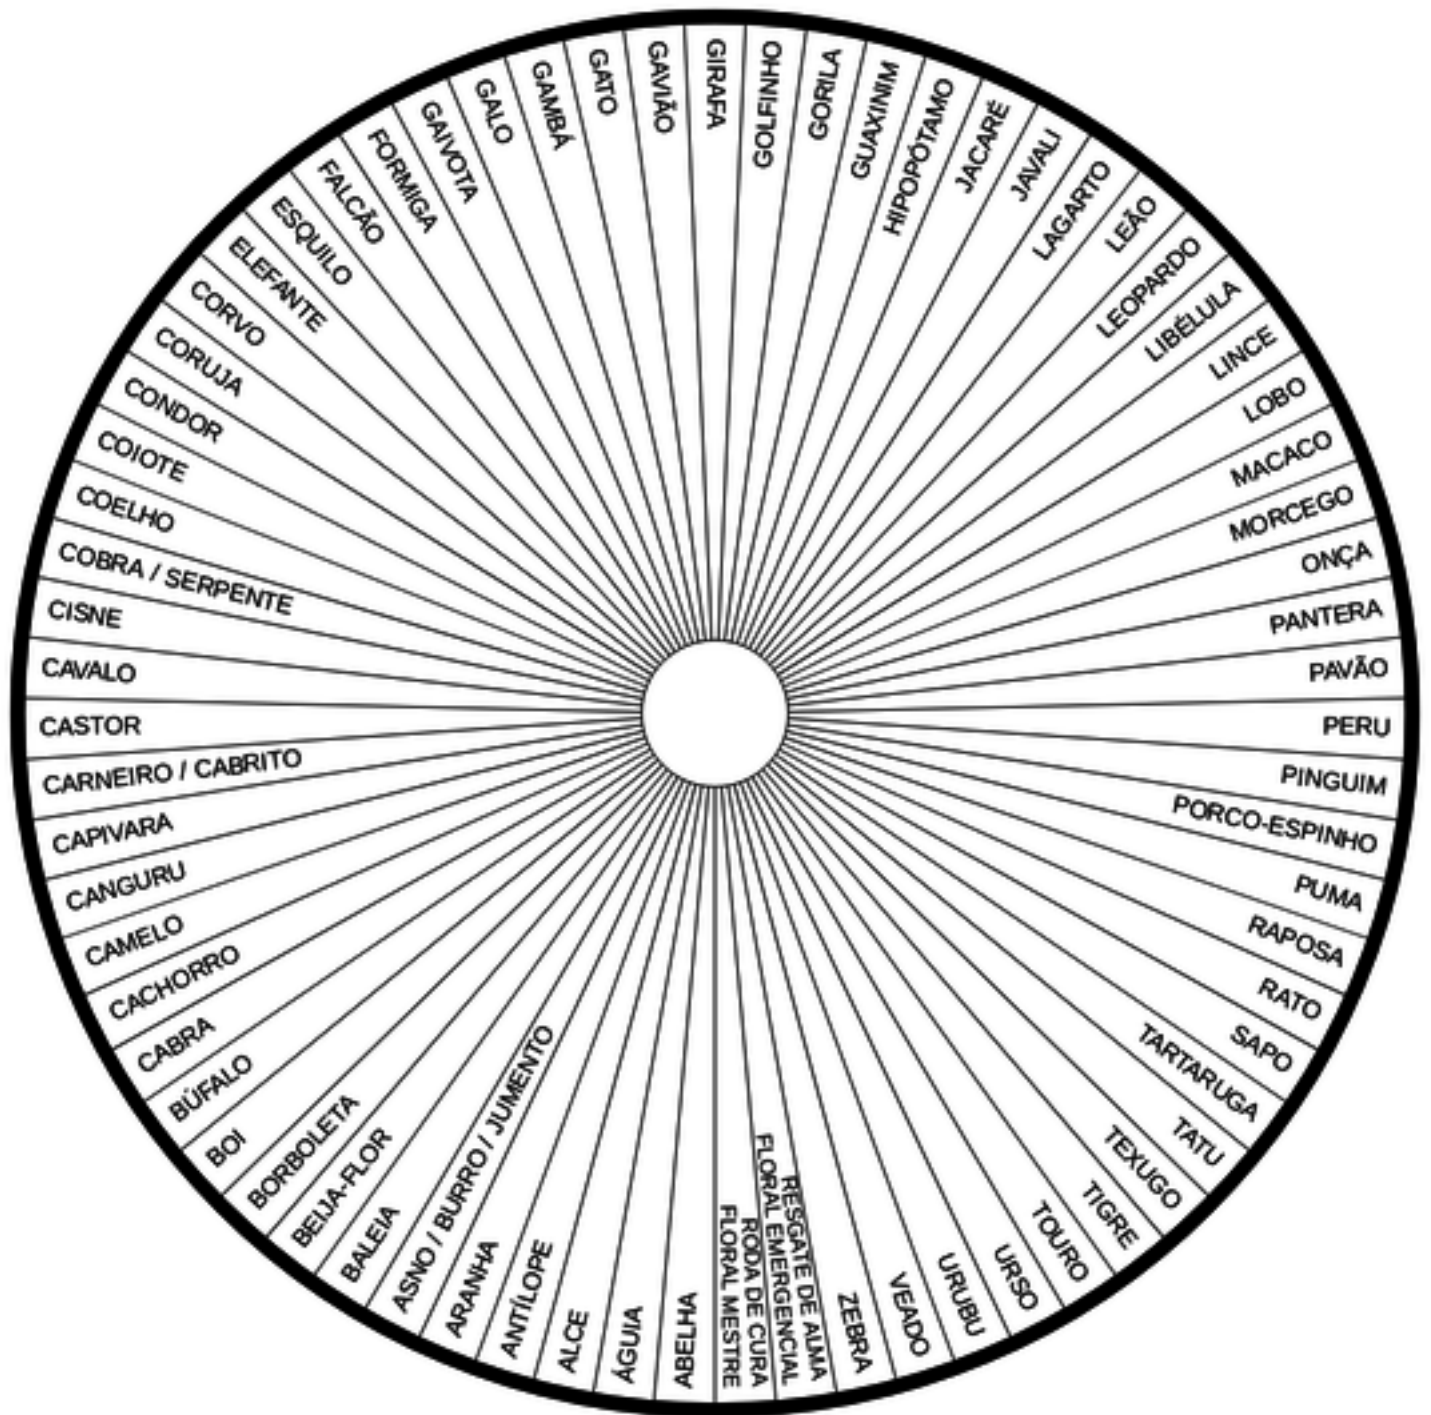 ABELHA
ÁGUIA
ALCE
ANTÍLOPE
ARANHA
ASNO / BURRO / JUMENTO
BALEIA
BEIJA-FLOR
BORBOLETA
BOI
BÚFALO
CABRA
CACHORRO
CAMELO
CANGURU
CAPIVARA
CARNEIRO / CABRITO
CASTOR
CAVALO
CISNE
COBRA / SERPENTE
COELHO
COIOTE
CONDOR
CORUJA
CORVO
ELEFANTE
ESQUILO
FALCÃO
FORMIGA
GAIVOTA
GALO
GAMBÁ
GATO
GAVIÃO
GIRAFA
GOLFINHO
GORILA
GUAXINIM
HIPOPÓTAMO
JACARÉ
JAVALI
LAGARTO
LEÃO
LEOPARDO
LIBÉLULA
LINCE
LOBO
MACACO
MORCEGO
ONÇA
PANTERA
PAVÃO
PERU
PINGUIM
PORCO-ESPINHO
PUMA
RAPOSA
RATO
SAPO
TARTARUGA
TATU
TEXUGO
TIGRE
TOURO
URSO
URUBU
VEADO
ZEBRA
RESGATE DE ALMA
FLORAL EMERGENCIAL
RODA DE CURA
FLORAL MESTRE